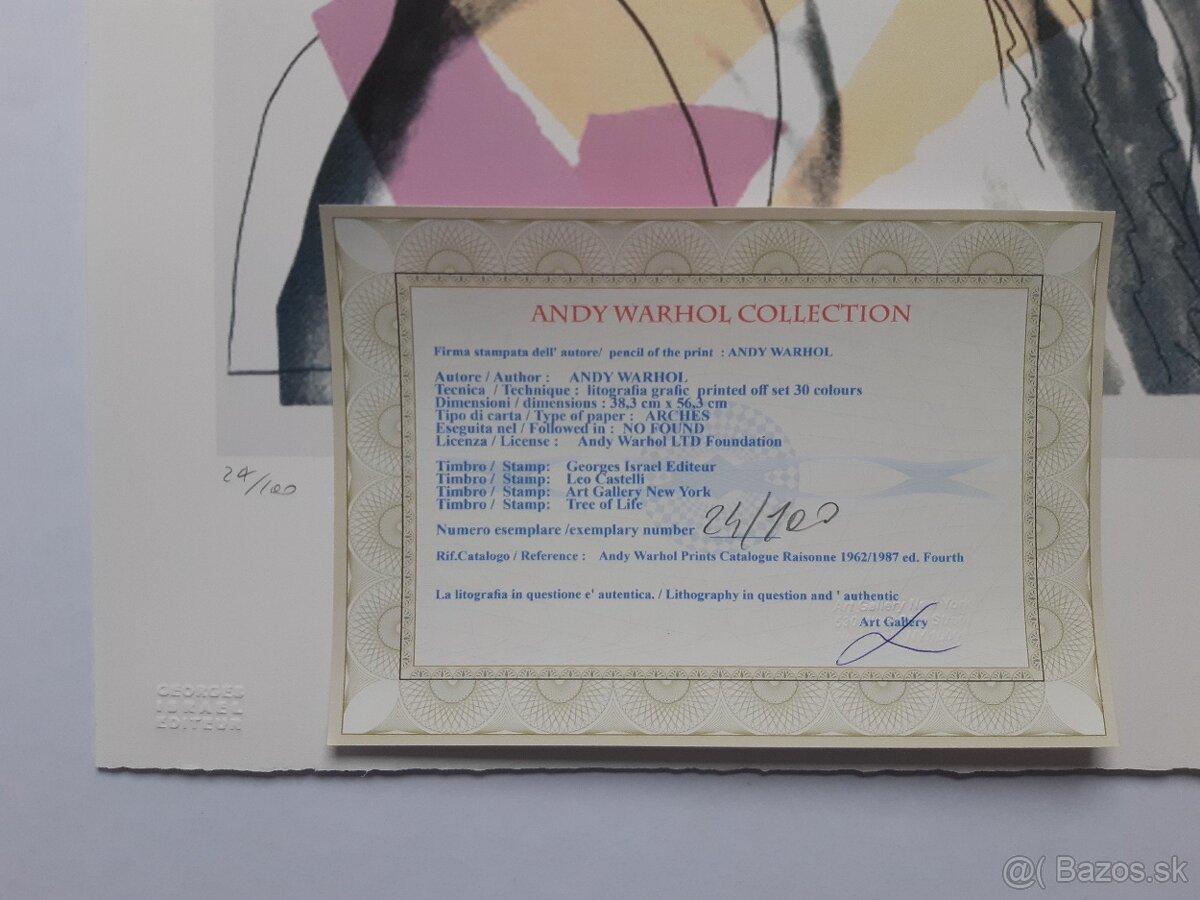 ANDY WARHOL COLLECTION
Firma stampata dell' autore/ pencil of the print : ANDY WARHOL
Autore / Author : ANDY WARHOL
Tecnica / Technique : litografia grafic printed off set 30 colours
Dimensioni / dimensions : 38,3 cm x 56,3 cm
Tipo di carta / Type of paper : ARCHES
Eseguita nel / Followed in : NO FOUND
Licenza / License : Andy Warhol LTD Foundation
Timbro / Stamp: Georges Israel Editeur
Timbro / Stamp: Leo Castelli
Timbro / Stamp: Art Gallery New York
Timbro / Stamp: Tree of Life
Numero esemplare /exemplary number 24/100
Rif.Catalogo / Reference : Andy Warhol Prints Catalogue Raisonne 1962/1987 ed. Fourth
La litografia in questione e' autentica. / Lithography in question and ' authentic
Art Gallery New York
Art Gallery
24/100
GEORGES
ISRAEL
EDITEUR
@( Bazos.sk